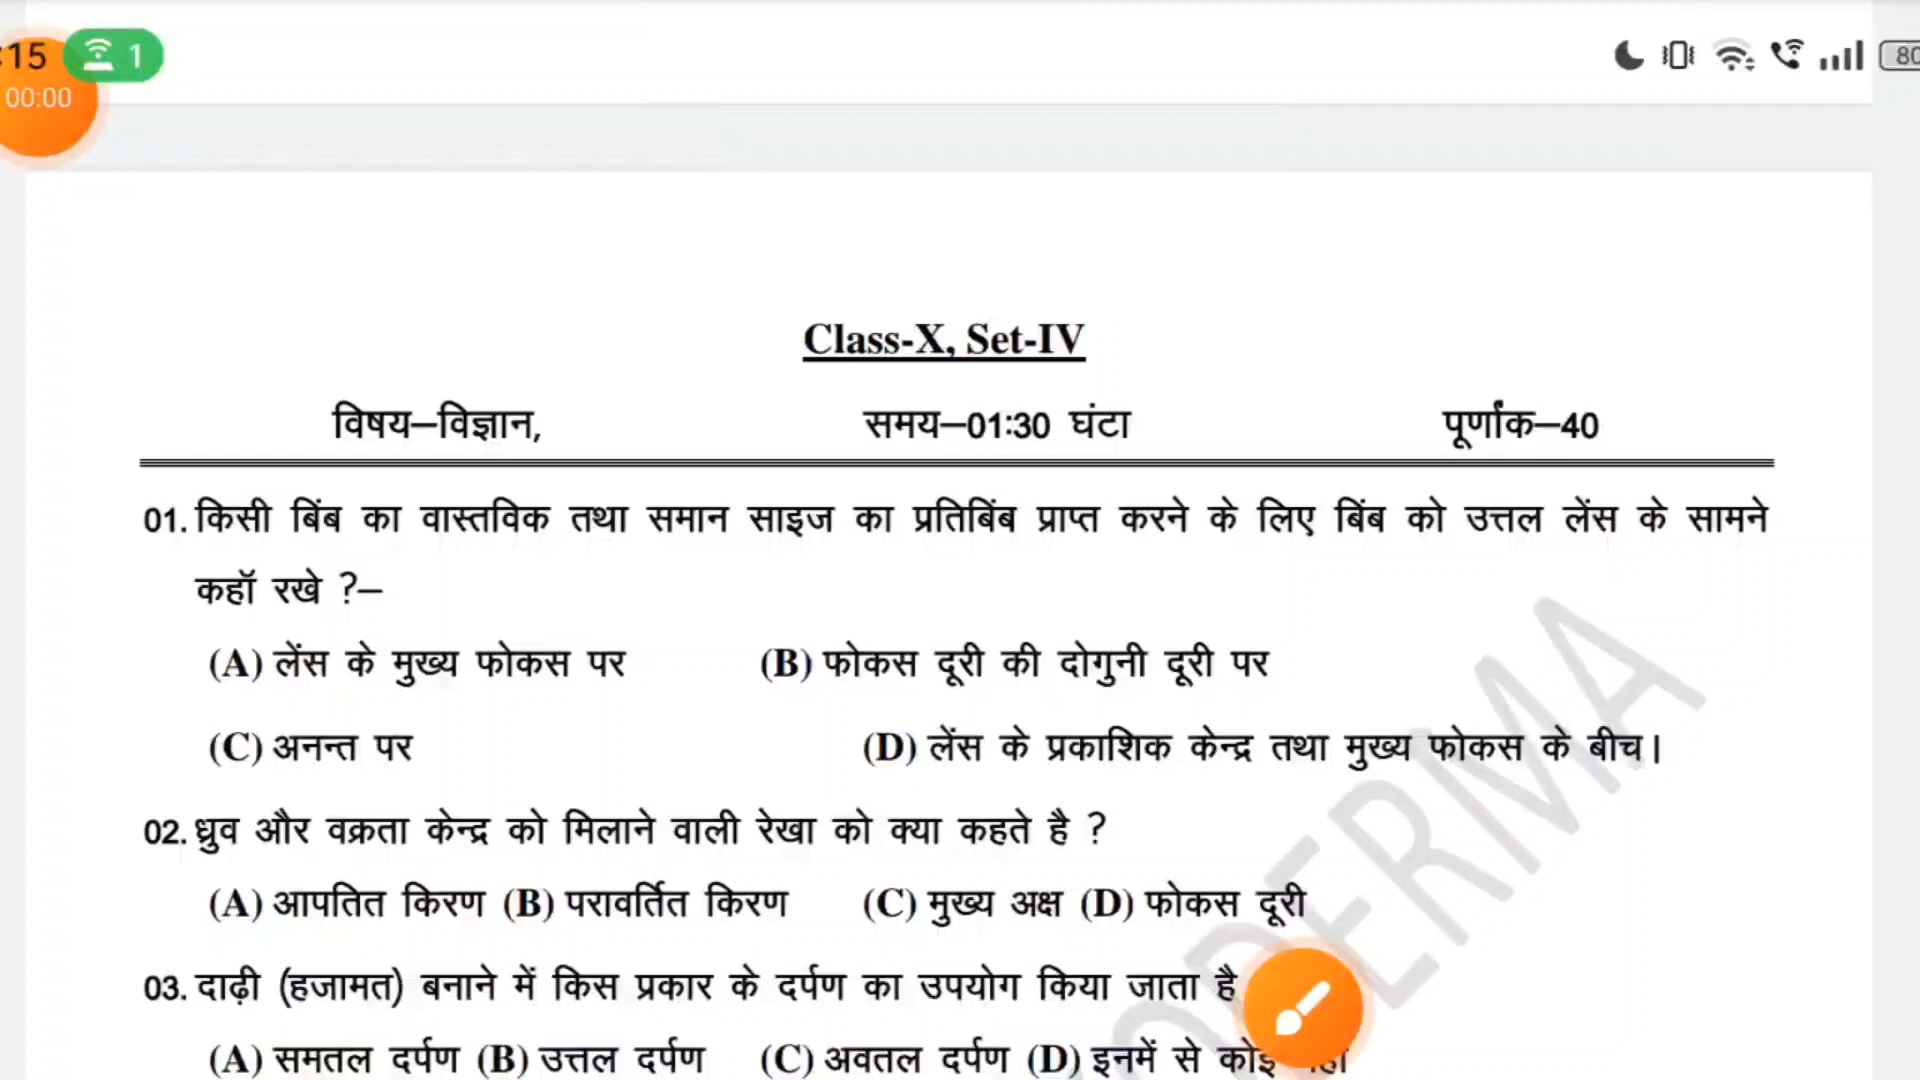 :15 1
00:00
80
Class-X, Set-IV
विषय–विज्ञान, समय–01:30 घंटा पूर्णांक–40
01. किसी बिंब का वास्तविक तथा समान साइज का प्रतिबिंब प्राप्त करने के लिए बिंब को उत्तल लेंस के सामने
कहॉ रखे ?–
(A) लेंस के मुख्य फोकस पर (B) फोकस दूरी की दोगुनी दूरी पर
(C) अनन्त पर (D) लेंस के प्रकाशिक केन्द्र तथा मुख्य फोकस के बीच।
02. ध्रुव और वक्रता केन्द्र को मिलाने वाली रेखा को क्या कहते है ?
(A) आपतित किरण (B) परावर्तित किरण (C) मुख्य अक्ष (D) फोकस दूरी
03. दाढ़ी (हजामत) बनाने में किस प्रकार के दर्पण का उपयोग किया जाता है
(A) समतल दर्पण (B) उत्तल दर्पण (C) अवतल दर्पण (D) इनमें से कोई